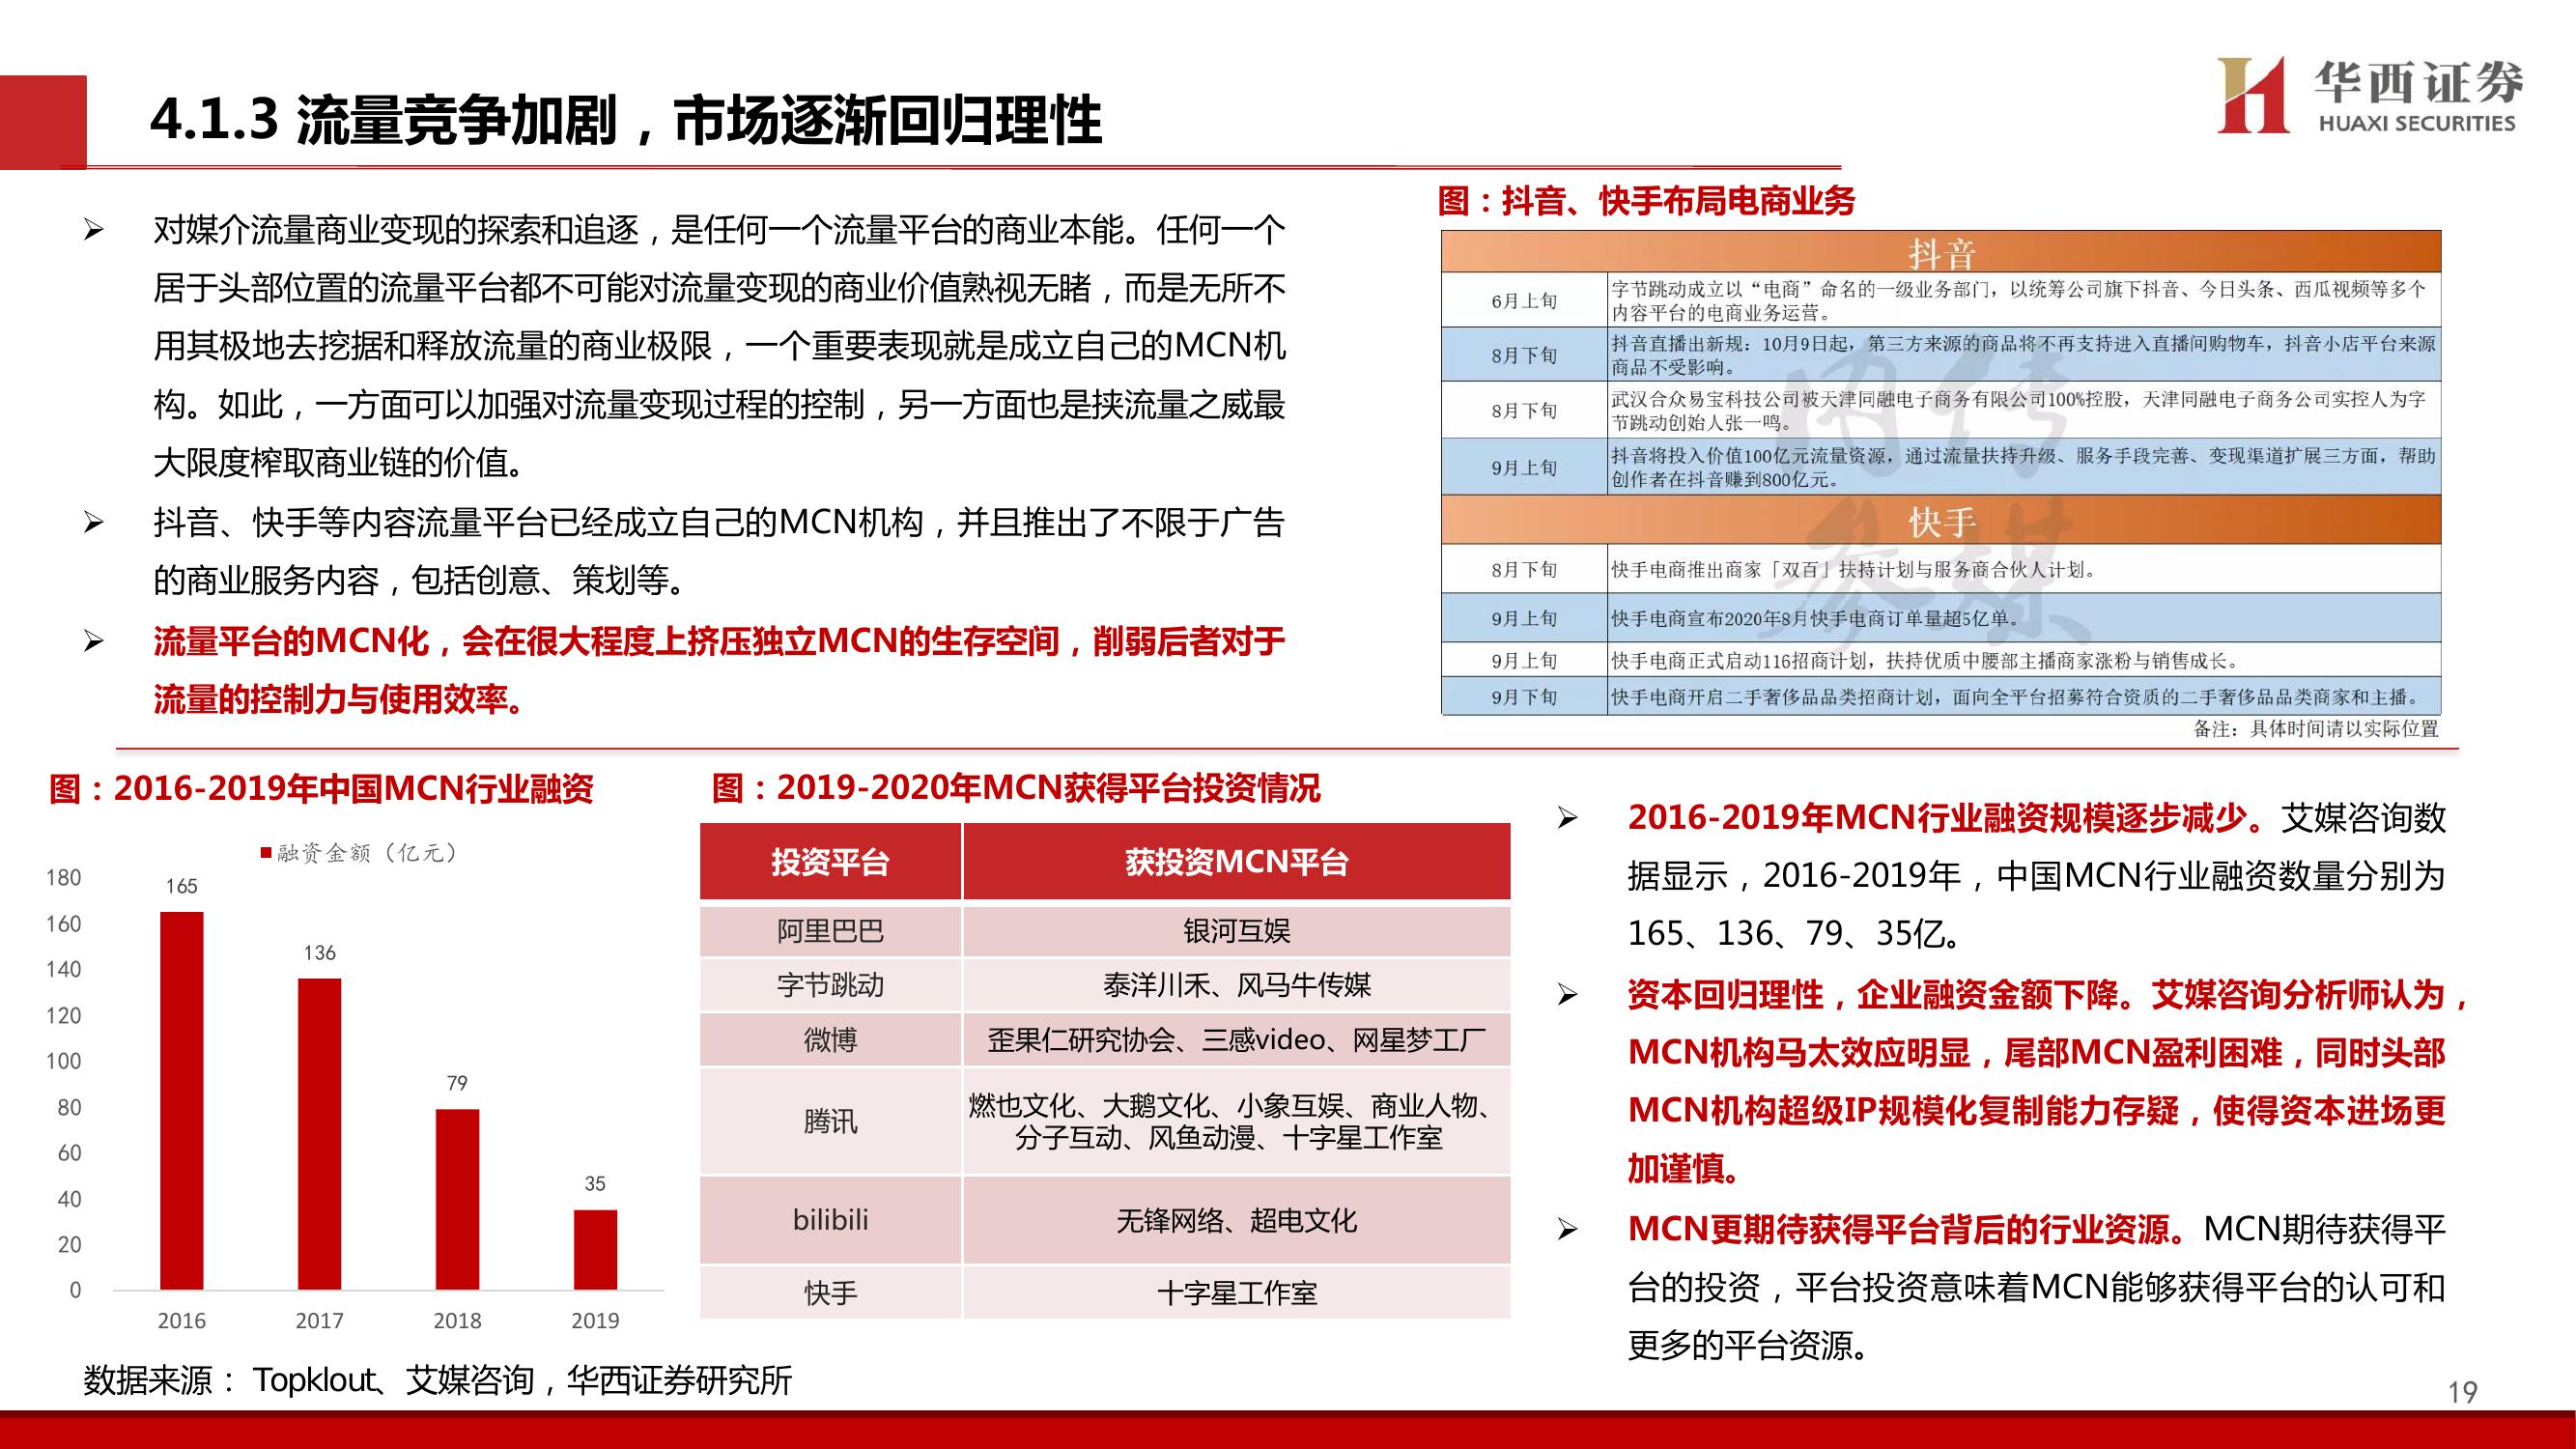 4.1.3 流量竞争加剧，市场逐渐回归理性
华西证券
HUAXI SECURITIES
对媒介流量商业变现的探索和追逐，是任何一个流量平台的商业本能。任何一个
居于头部位置的流量平台都不可能对流量变现的商业价值熟视无睹，而是无所不
用其极地去挖掘和释放流量的商业极限，一个重要表现就是成立自己的MCN机
构。如此，一方面可以加强对流量变现过程的控制，另一方面也是挟流量之威最
大限度榨取商业链的价值。
抖音、快手等内容流量平台已经成立自己的MCN机构，并且推出了不限于广告
的商业服务内容，包括创意、策划等。
流量平台的MCN化，会在很大程度上挤压独立MCN的生存空间，削弱后者对于
流量的控制力与使用效率。
图：抖音、快手布局电商业务
抖音
6月上旬
字节跳动成立以“电商”命名的一级业务部门，以统筹公司旗下抖音、今日头条、西瓜视频等多个
内容平台的电商业务运营。
8月下旬
抖音直播出新规：10月9日起，第三方来源的商品将不再支持进入直播间购物车，抖音小店平台来源
商品不受影响。
8月下旬
武汉合众易宝科技公司被天津同融电子商务有限公司100%控股，天津同融电子商务公司实控人为字
节跳动创始人张一鸣。
9月上旬
抖音将投入价值100亿元流量资源，通过流量扶持升级、服务手段完善、变现渠道扩展三方面，帮助
创作者在抖音赚到800亿元。
快手
8月下旬
快手电商推出商家「双百」扶持计划与服务商合伙人计划。
9月上旬
快手电商宣布2020年8月快手电商订单量超5亿单。
9月上旬
快手电商正式启动116招商计划，扶持优质中腰部主播商家涨粉与销售成长。
9月下旬
快手电商开启二手奢侈品品类招商计划，面向全平台招募符合资质的二手奢侈品品类商家和主播。
备注：具体时间请以实际位置
图：2016-2019年中国MCN行业融资
融资金额（亿元）
180
160
140
120
100
80
60
40
20
0
165
136
79
35
2016
2017
2018
2019
图：2019-2020年MCN获得平台投资情况
投资平台
获投资MCN平台
阿里巴巴
银河互娱
字节跳动
泰洋川禾、风马牛传媒
微博
歪果仁研究协会、三感video、网星梦工厂
腾讯
燃也文化、大鹅文化、小象互娱、商业人物、
分子互动、风鱼动漫、十字星工作室
bilibili
无锋网络、超电文化
快手
十字星工作室
2016-2019年MCN行业融资规模逐步减少。艾媒咨询数
据显示，2016-2019年，中国MCN行业融资数量分别为
165、136、79、35亿。
资本回归理性，企业融资金额下降。艾媒咨询分析师认为，
MCN机构马太效应明显，尾部MCN盈利困难，同时头部
MCN机构超级IP规模化复制能力存疑，使得资本进场更
加谨慎。
MCN更期待获得平台背后的行业资源。MCN期待获得平
台的投资，平台投资意味着MCN能够获得平台的认可和
更多的平台资源。
数据来源： Topklout、艾媒咨询，华西证券研究所
19